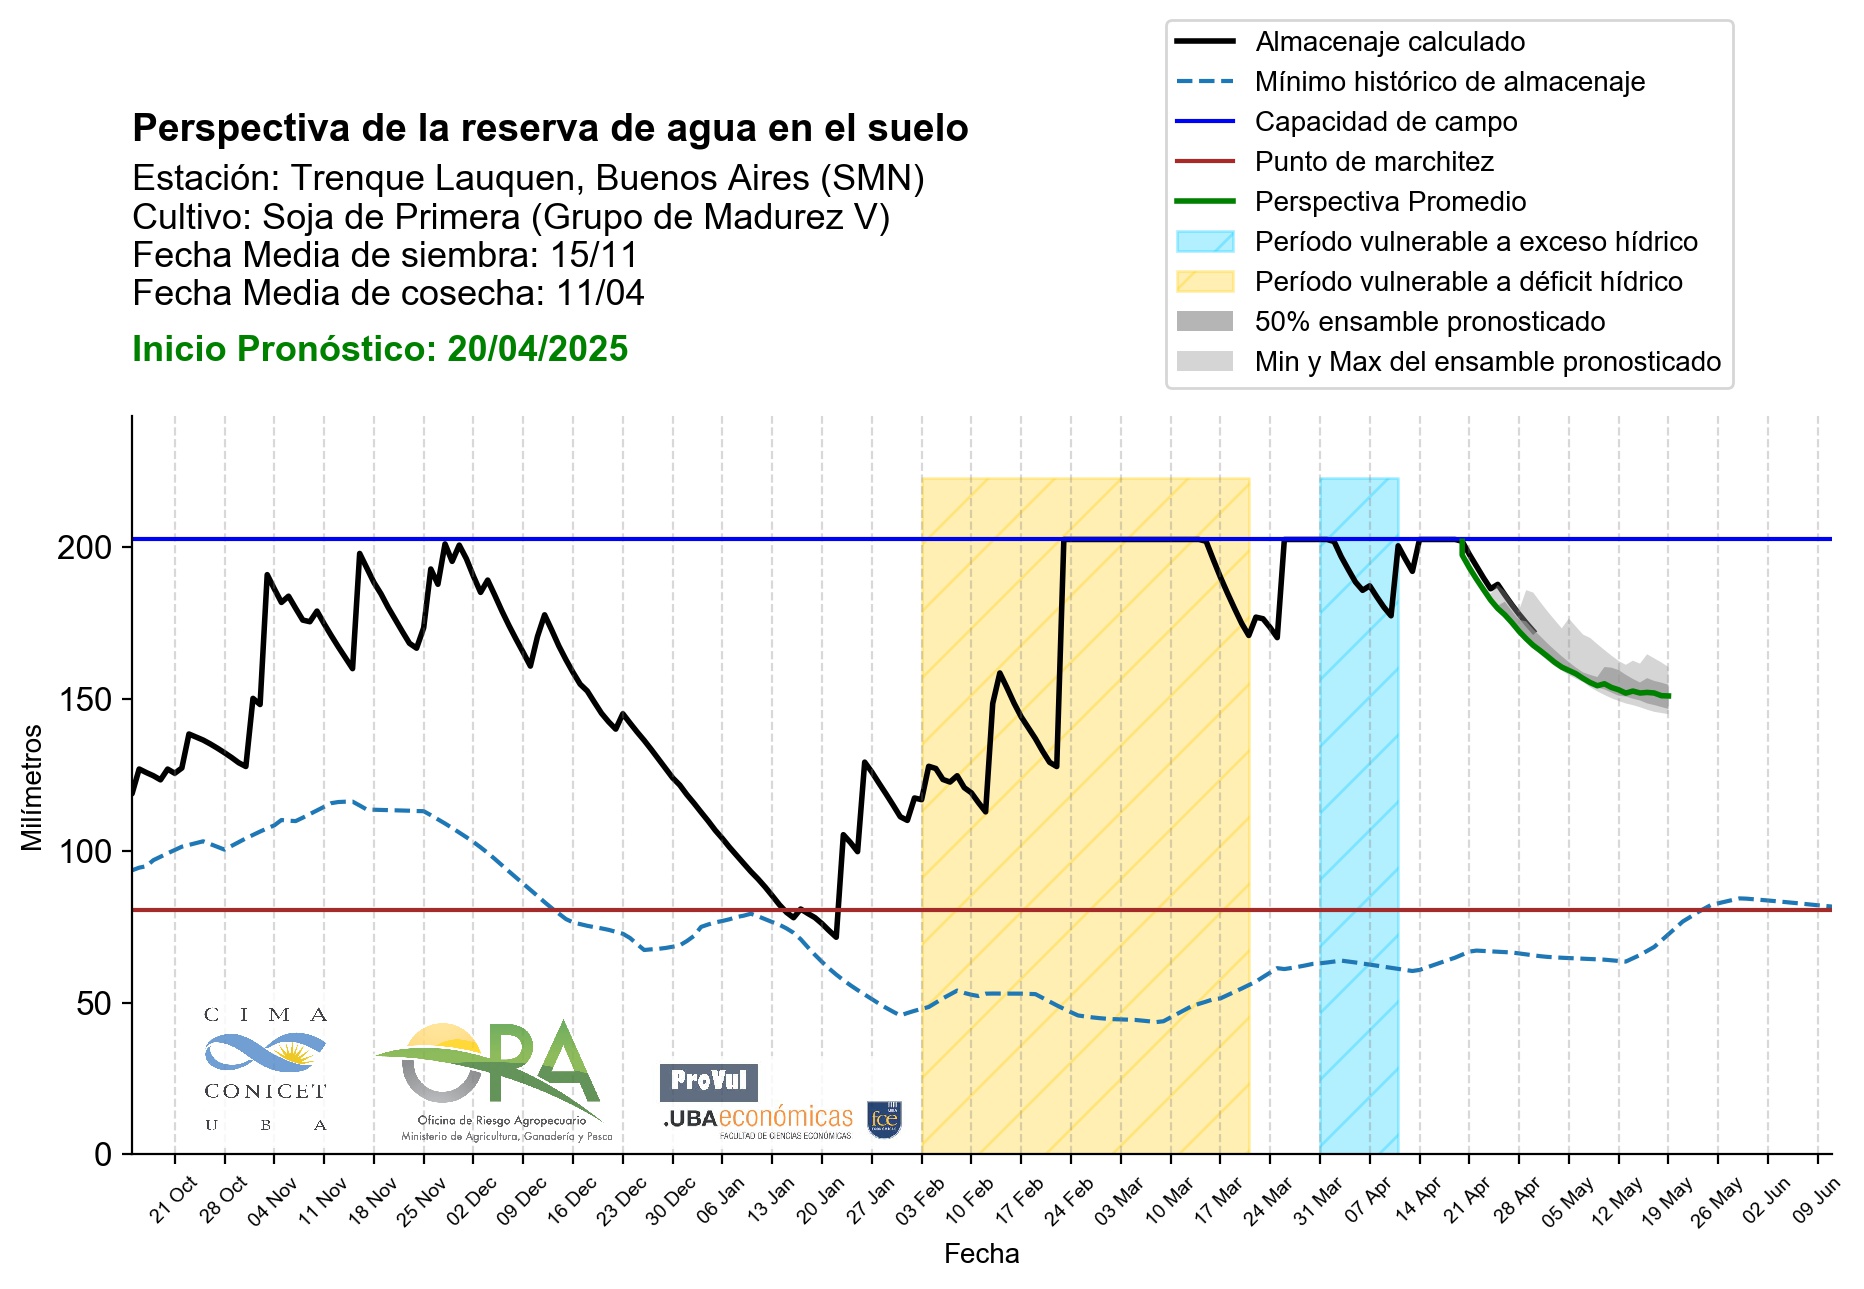 Almacenaje calculado
Mínimo histórico de almacenaje
Capacidad de campo
Punto de marchitez
Perspectiva Promedio
Período vulnerable a exceso hídrico
Período vulnerable a déficit hídrico
50% ensamble pronosticado
Min y Max del ensamble pronosticado
Perspectiva de la reserva de agua en el suelo
Estación: Trenque Lauquen, Buenos Aires (SMN)
Cultivo: Soja de Primera (Grupo de Madurez V)
Fecha Media de siembra: 15/11
Fecha Media de cosecha: 11/04
Inicio Pronóstico: 20/04/2025
200
150
100
50
0
Milímetros
C I M A
CONICET
U B A
ORA
Oficina de Riesgo Agropecuario
Ministerio de Agricultura, Ganadería y Pesca
ProVul
.UBAeconómicas
FACULTAD DE CIENCIAS ECONÓMICAS
UBA
fce
ECONÓMICAS
21 Oct
28 Oct
04 Nov
11 Nov
18 Nov
25 Nov
02 Dec
09 Dec
16 Dec
23 Dec
30 Dec
06 Jan
13 Jan
20 Jan
27 Jan
03 Feb
10 Feb
17 Feb
24 Feb
03 Mar
10 Mar
17 Mar
24 Mar
31 Mar
07 Apr
14 Apr
21 Apr
28 Apr
05 May
12 May
19 May
26 May
02 Jun
09 Jun
Fecha